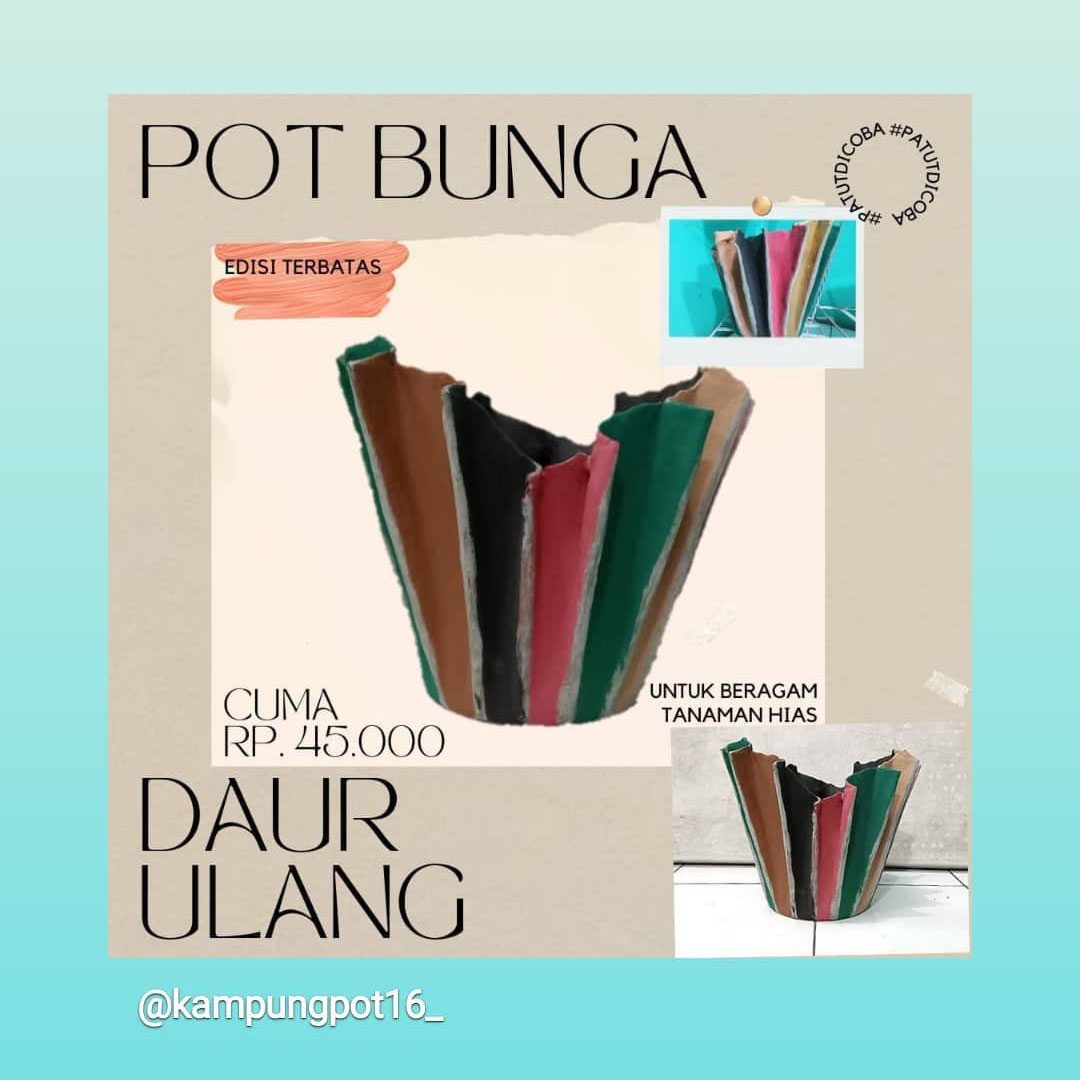 POT BUNGA
#PATUTDICOBA #PATUTDICOBA
EDISI TERBATAS
CUMA
RP. 45.000
UNTUK BERAGAM
TANAMAN HIAS
DAUR
ULANG
@kampungpot16_